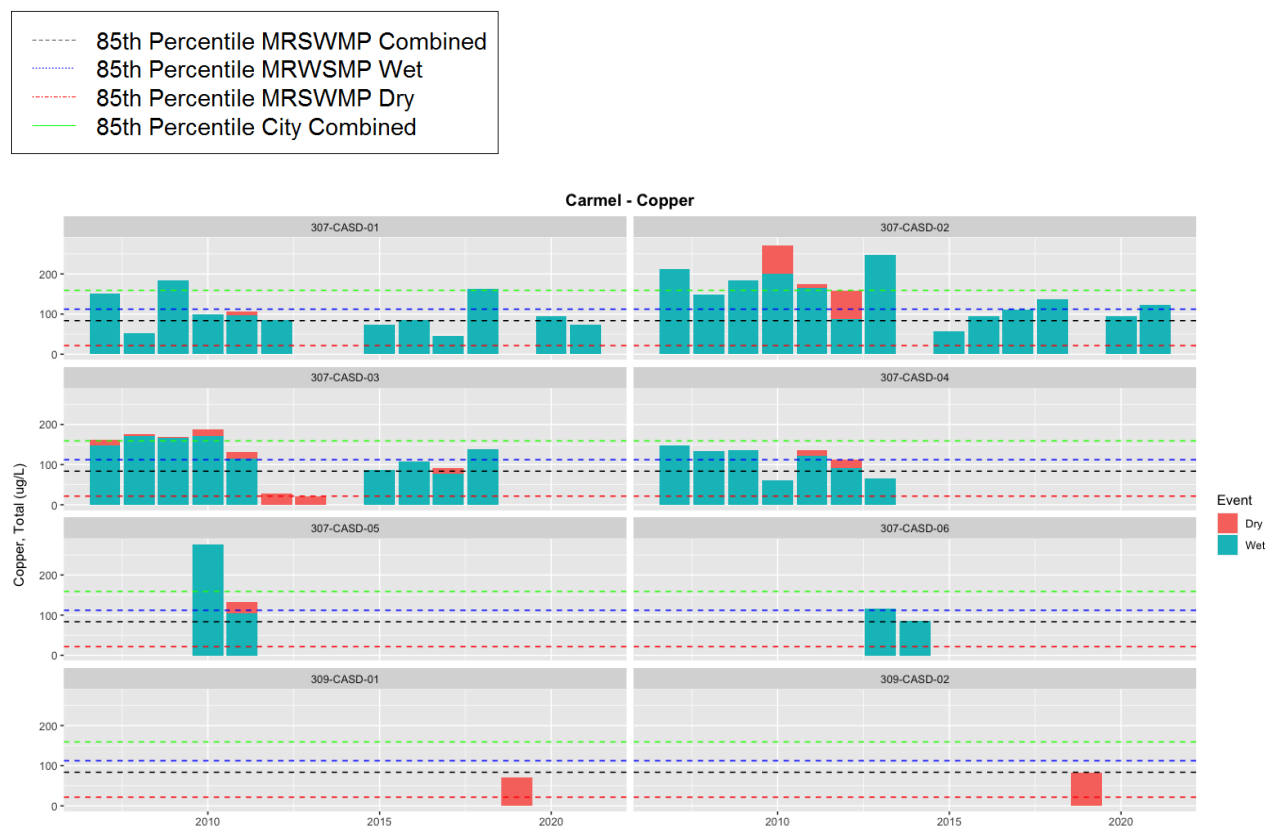 85th Percentile MRSWMP Combined
85th Percentile MRWSMP Wet
85th Percentile MRSWMP Dry
85th Percentile City Combined
Carmel - Copper
307-CASD-01
307-CASD-02
200
100
0
307-CASD-03
307-CASD-04
200
100
0
307-CASD-05
307-CASD-06
200
100
0
309-CASD-01
309-CASD-02
200
100
0
2010
2015
2020
2010
2015
2020
Copper, Total (ug/L)
Event
Dry
Wet